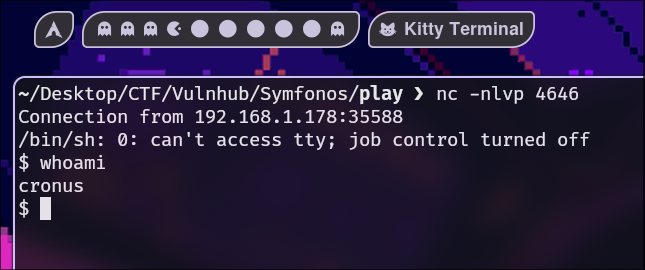 Kitty Terminal
~/Desktop/CTF/Vulnhub/Symfonos/play ❯ nc -nlvp 4646
Connection from 192.168.1.178:35588
/bin/sh: 0: can't access tty; job control turned off
$ whoami
cronus
$